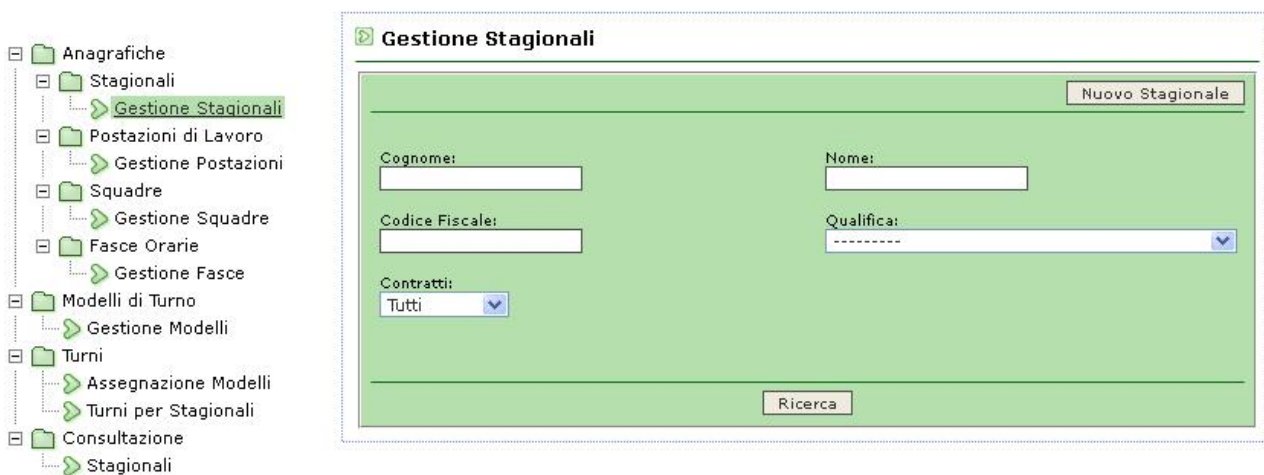 Anagrafiche
Stagionali
Gestione Stagionali
Postazioni di Lavoro
Gestione Postazioni
Squadre
Gestione Squadre
Fasce Orarie
Gestione Fasce
Modelli di Turno
Gestione Modelli
Turni
Assegnazione Modelli
Turni per Stagionali
Consultazione
Stagionali
Gestione Stagionali
Nuovo Stagionale
Cognome:
Nome:
Codice Fiscale:
Qualifica:
---------
Contratti:
Tutti
Ricerca